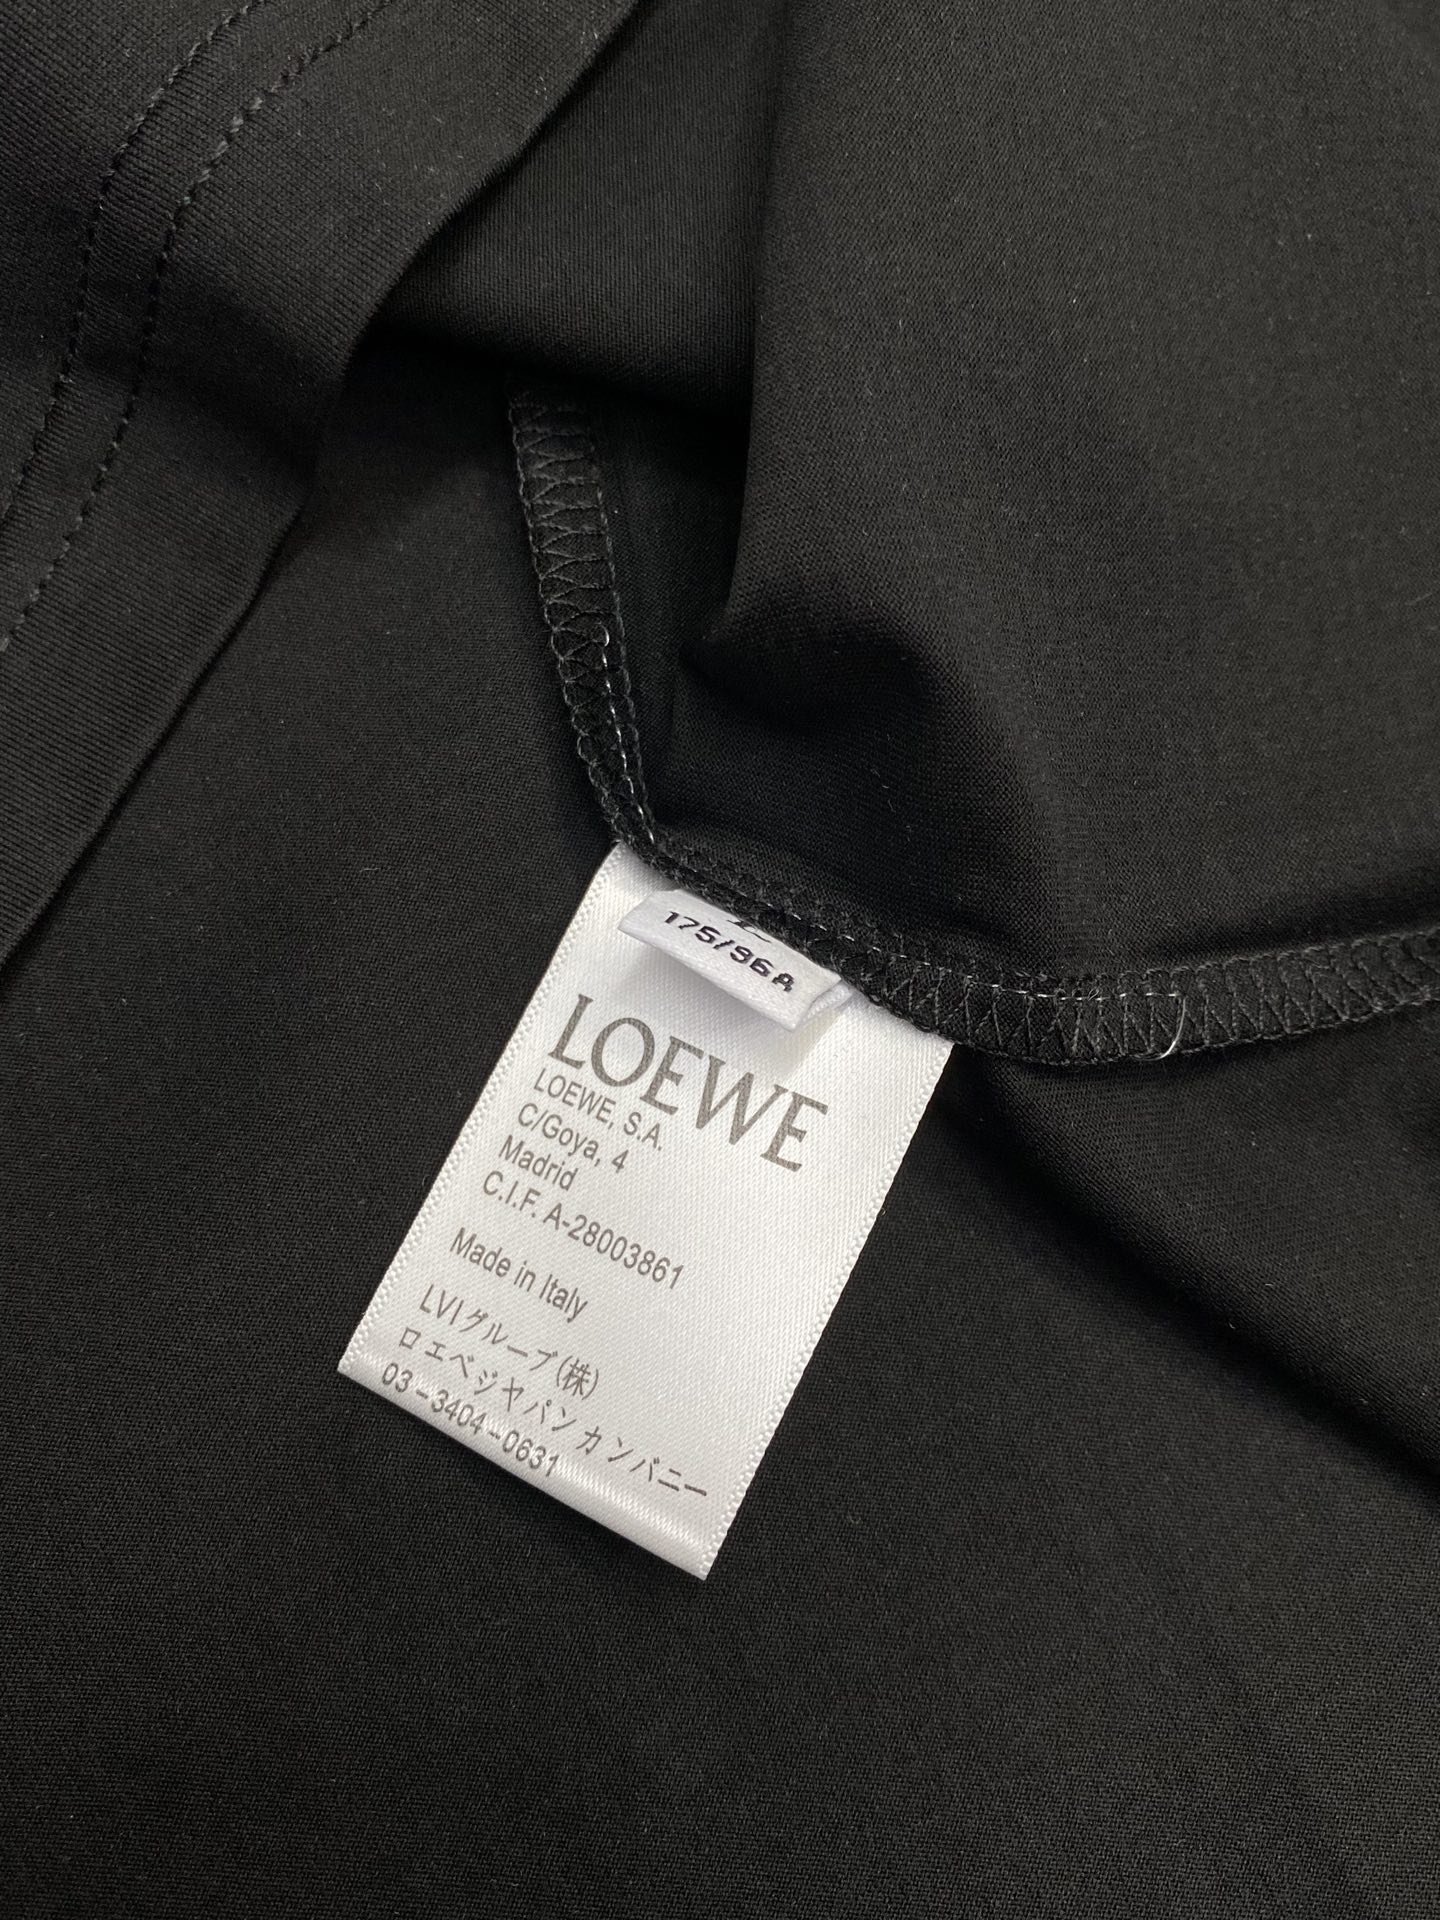 175/96A
LOEWE
LOEWE, S.A.
C/Goya, 4
Madrid
C.I.F. A-28003861
Made in Italy
LVIグループ(株)
ロエベジャパン カンパニー
03-3404-0631